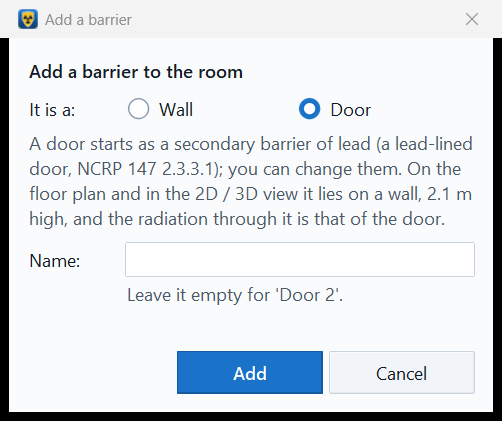 Add a barrier
Add a barrier to the room
It is a: Wall Door
A door starts as a secondary barrier of lead (a lead-lined
door, NCRP 147 2.3.3.1); you can change them. On the
floor plan and in the 2D / 3D view it lies on a wall, 2.1 m
high, and the radiation through it is that of the door.
Name:
Leave it empty for 'Door 2'.
Add Cancel